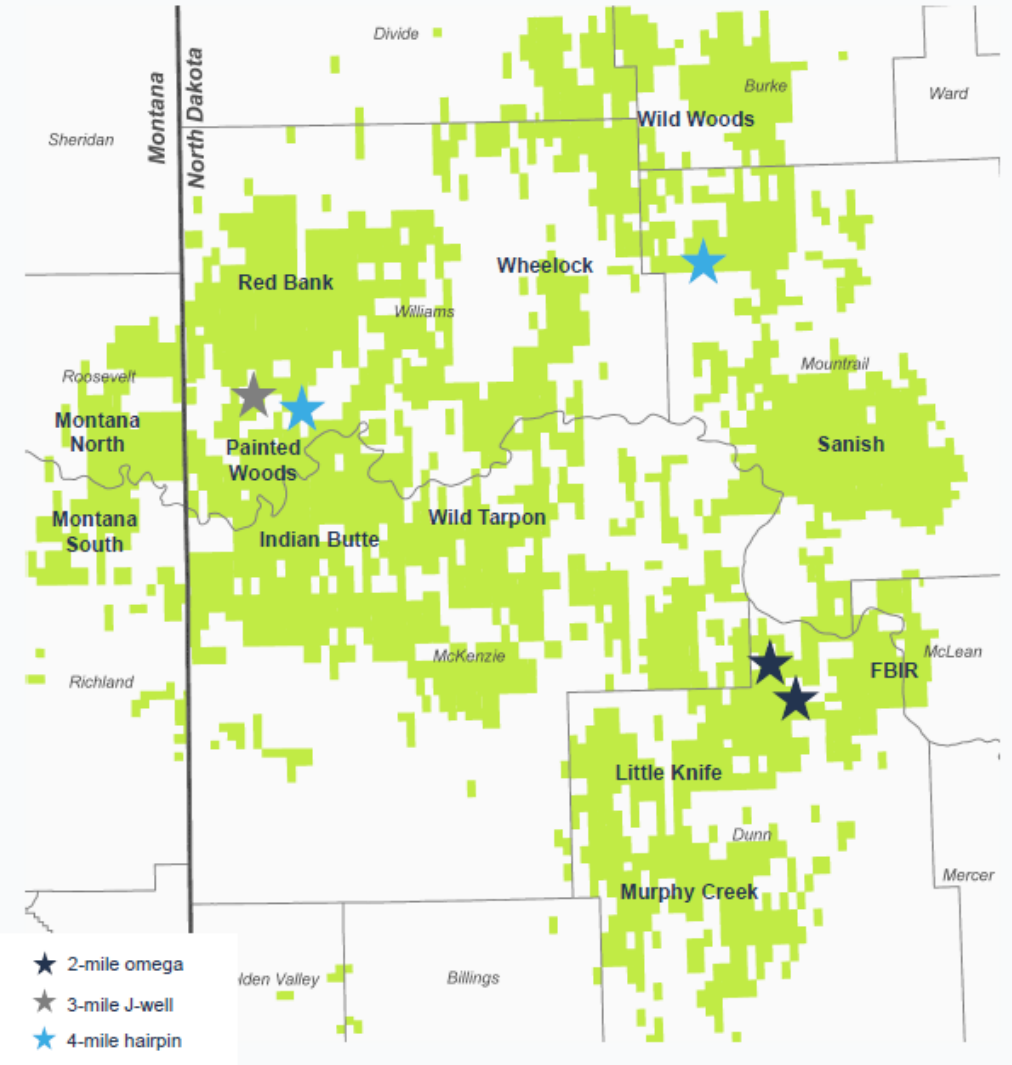 Divide
Burke
Ward
Montana
North Dakota
Sheridan
Wild Woods
Wheelock
Red Bank
Williams
Mountrail
Roosevelt
Montana
North
Painted
Woods
Sanish
Montana
South
Wild Tarpon
Indian Butte
McKenzie
McLean
FBIR
Richland
Little Knife
Dunn
Mercer
Murphy Creek
lden Valley
Billings
2-mile omega
3-mile J-well
4-mile hairpin